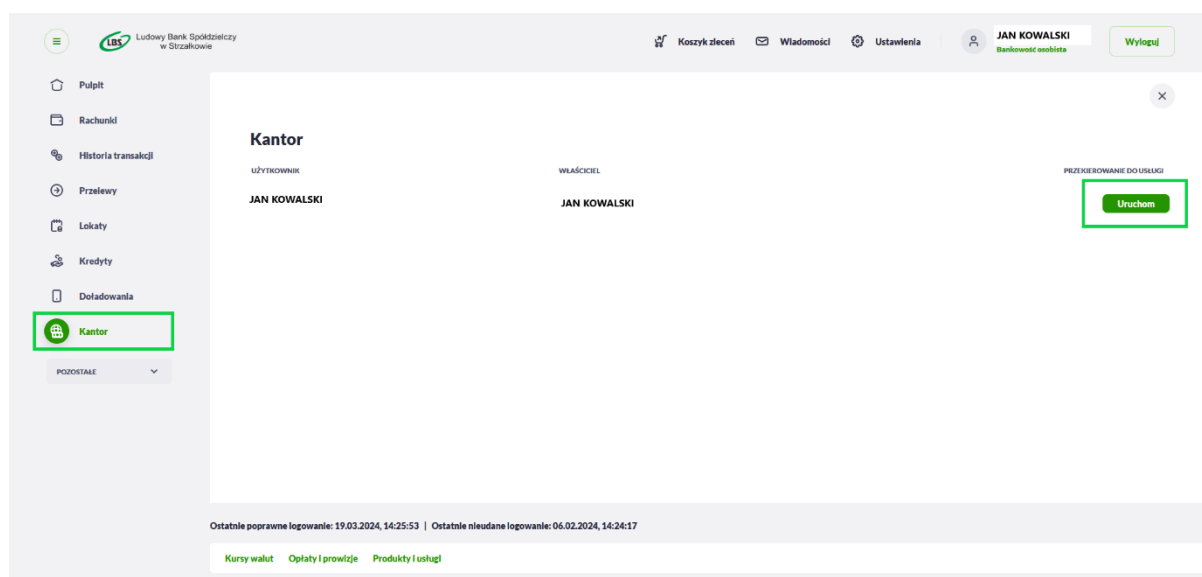 LBS
Ludowy Bank Spółdzielczy
w Strzałkowie
Koszyk zleceń
Wiadomości
Ustawienia
JAN KOWALSKI
Bankowość osobista
Wyloguj
Pulpit
Rachunki
Historia transakcji
Przelewy
Lokaty
Kredyty
Doładowania
Kantor
POZOSTAŁE
Kantor
UŻYTKOWNIK
WŁAŚCICIEL
PRZEKIEROWANIE DO USŁUGI
JAN KOWALSKI
JAN KOWALSKI
Uruchom
Ostatnie poprawne logowanie: 19.03.2024, 14:25:53 | Ostatnie nieudane logowanie: 06.02.2024, 14:24:17
Kursy walut Opłaty i prowizje Produkty i usługi